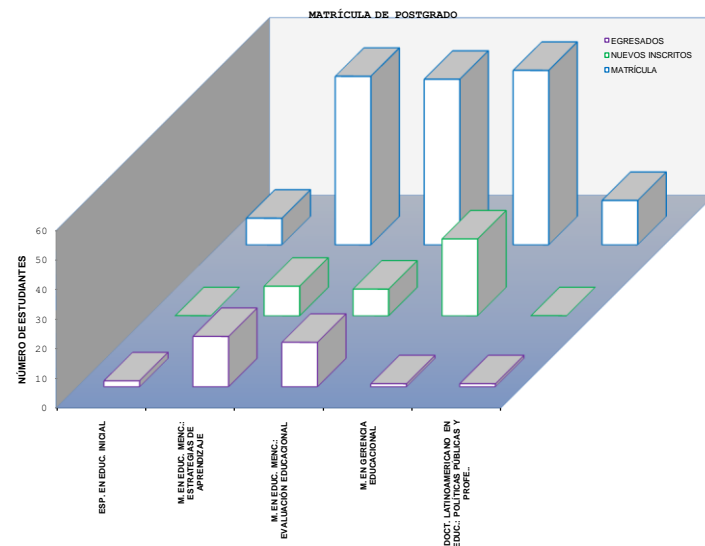 MATRÍCULA DE POSTGRADO
EGRESADOS
NUEVOS INSCRITOS
MATRÍCULA
NÚMERO DE ESTUDIANTES
60
50
40
30
20
10
0
ESP. EN EDUC. INICIAL
M. EN EDUC. MENC.:
ESTRATEGIAS DE
APRENDIZAJE
M. EN EDUC. MENC.:
EVALUACIÓN EDUCACIONAL
M. EN GERENCIA
EDUCACIONAL
DOCT. LATINOAMERICANO EN
EDUC.: POLÍTICAS PÚBLICAS Y
PROFE..